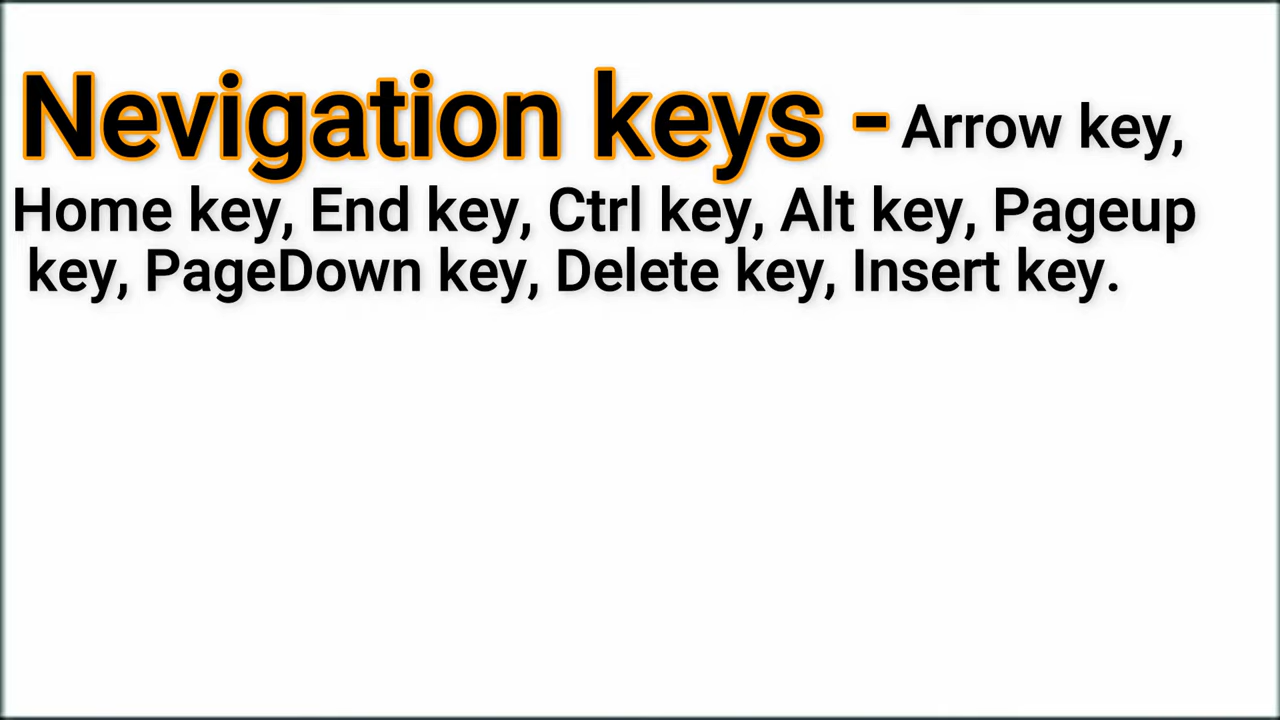 Nevigation keys - Arrow key,
Home key, End key, Ctrl key, Alt key, Pageup
key, PageDown key, Delete key, Insert key.